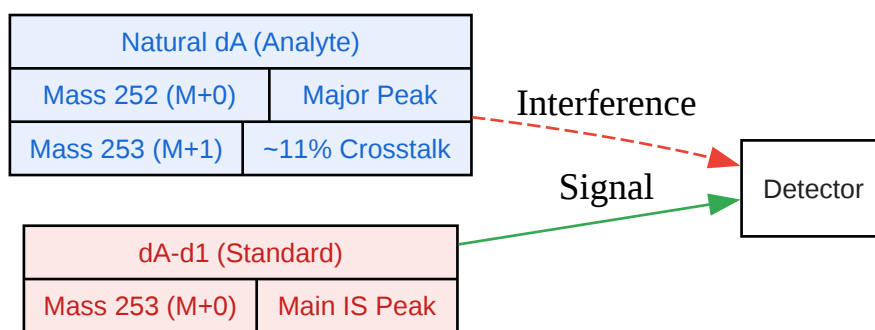 Natural dA (Analyte)
Mass 252 (M+0) Major Peak
Mass 253 (M+1) ~11% Crosstalk
Interference
Signal
Detector
dA-d1 (Standard)
Mass 253 (M+0) Main IS Peak